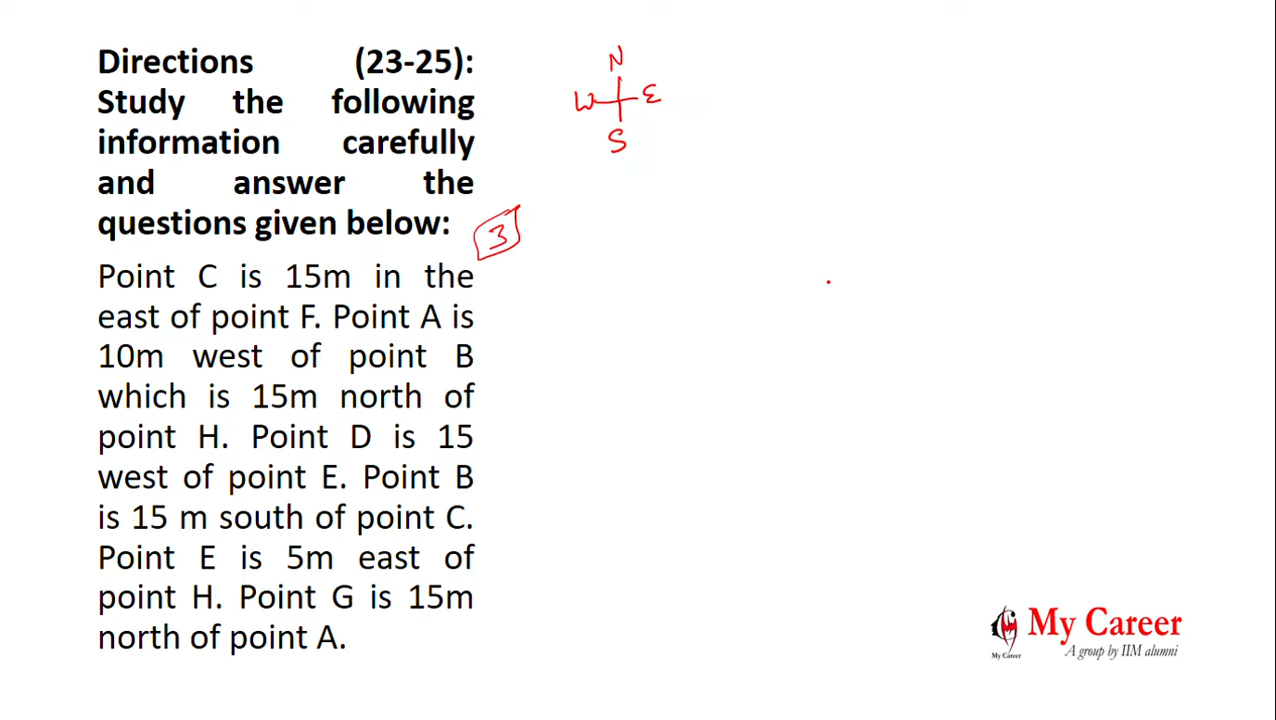 Directions (23-25):
Study the following
information carefully
and answer the
questions given below:
Point C is 15m in the
east of point F. Point A is
10m west of point B
which is 15m north of
point H. Point D is 15
west of point E. Point B
is 15 m south of point C.
Point E is 5m east of
point H. Point G is 15m
north of point A.
N
W E
S
3
My Career
A group by IIM alumni
My Career